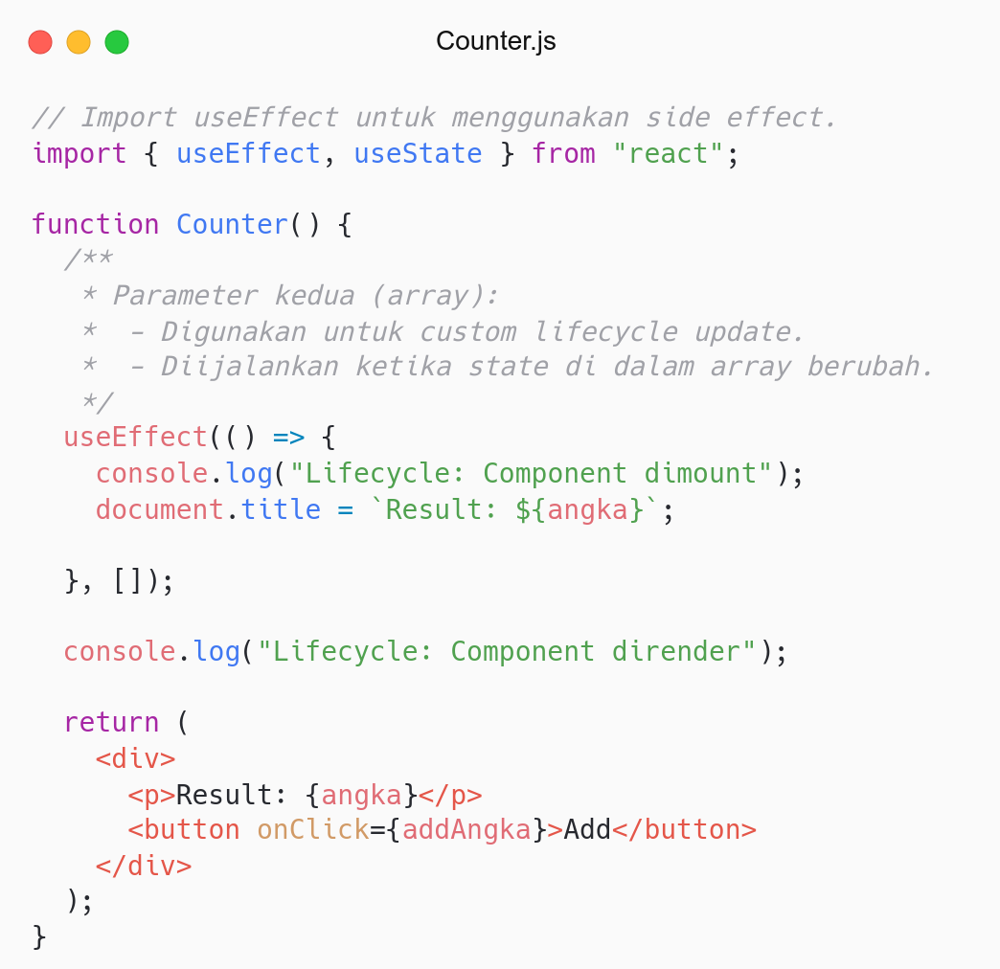 Counter.js
// Import useEffect untuk menggunakan side effect.
import { useEffect, useState } from "react";
function Counter() {
  /**
   * Parameter kedua (array):
   *  - Digunakan untuk custom lifecycle update.
   *  - Diijalankan ketika state di dalam array berubah.
   */
  useEffect(() => {
    console.log("Lifecycle: Component dimount");
    document.title = `Result: ${angka}`;
  }, []);
  console.log("Lifecycle: Component dirender");
  return (
    <div>
      <p>Result: {angka}</p>
      <button onClick={addAngka}>Add</button>
    </div>
  );
}